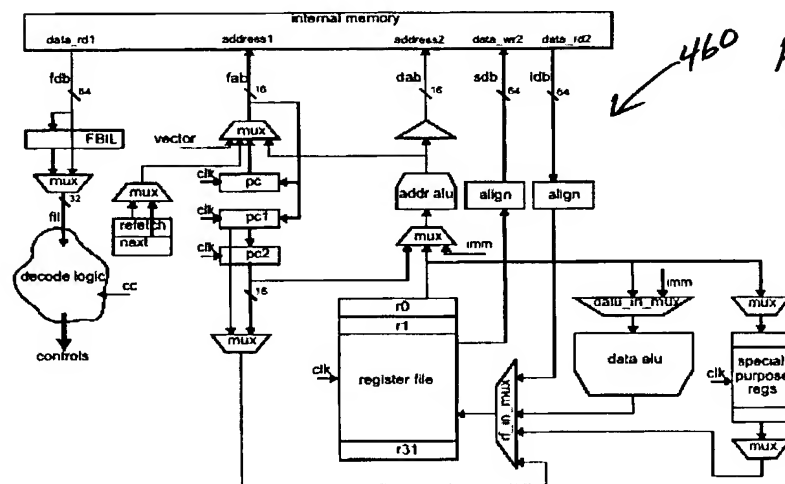 internal memory
data_rd1
address1
address2
data_wr2
data_rd2
460
fdb
64
fab
16
dab
16
sdb
64
ldb
64
FBIL
vector
mux
mux
32
fil
mux
refetch
next
clk
pc
clk
pc1
clk
pc2
16
addr alu
align
align
mux
imm
decode logic
cc
controls
mux
r0
r1
clk
register file
r31
rf_in_mux
imm
dalu_in_mux
data alu
mux
clk
special
purpose
regs
mux